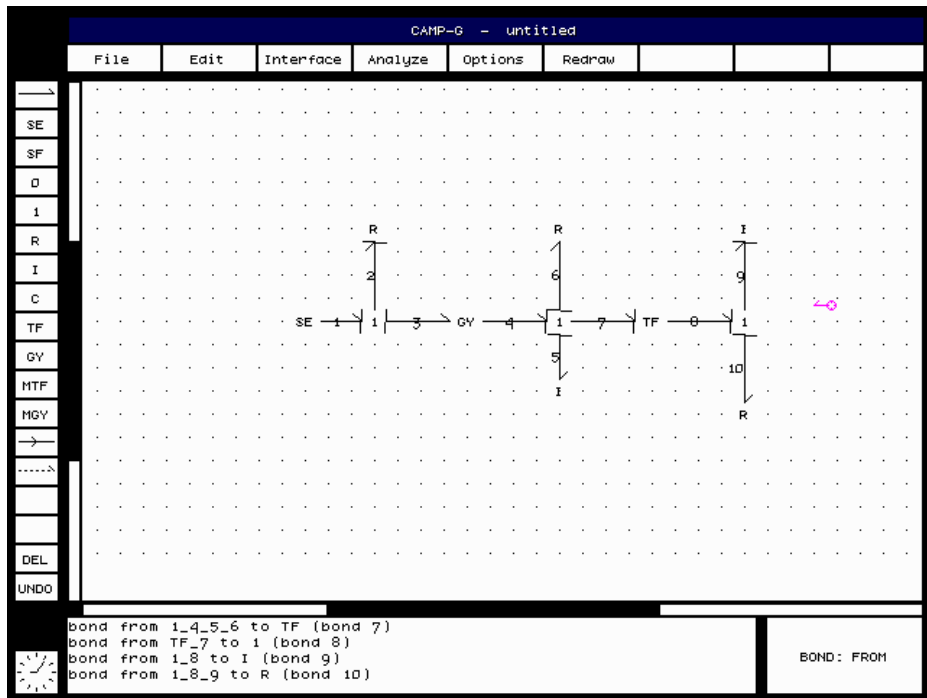 CAMP-G - untitled
File Edit Interface Analyze Options Redraw
SE
SF
0
1
R
I
C
TF
GY
MTF
MGY
DEL
UNDO
R R I
2 6 9
SE 1 1 3 GY 4 1 7 TF 8 1
5 10
I
R
bond from 1_4_5_6 to TF (bond 7)
bond from TF_7 to 1 (bond 8)
bond from 1_8 to I (bond 9)
bond from 1_8_9 to R (bond 10)
BOND: FROM